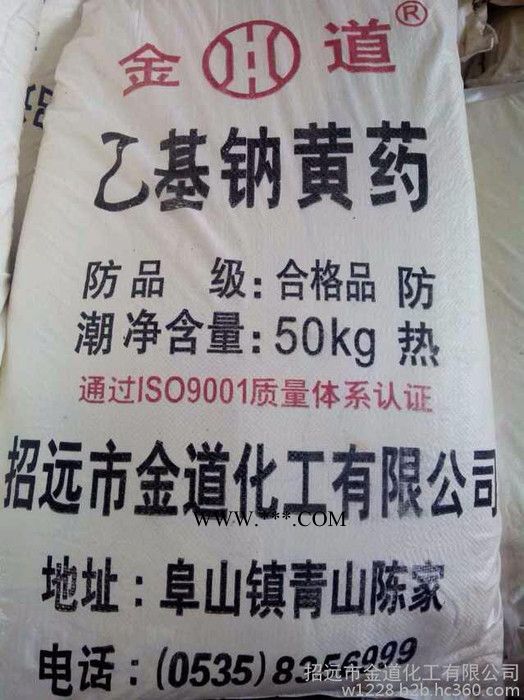 金道®
乙基钠黄药
防品 级：合格品 防
潮净含量：50kg 热
通过ISO9001质量体系认证
招远市金道化工有限公司
WWW.***.COM
地址：阜山镇青山陈家
电话：(0535)8356999
招远市金道化工有限公司
w1228.b2b.hc360.com